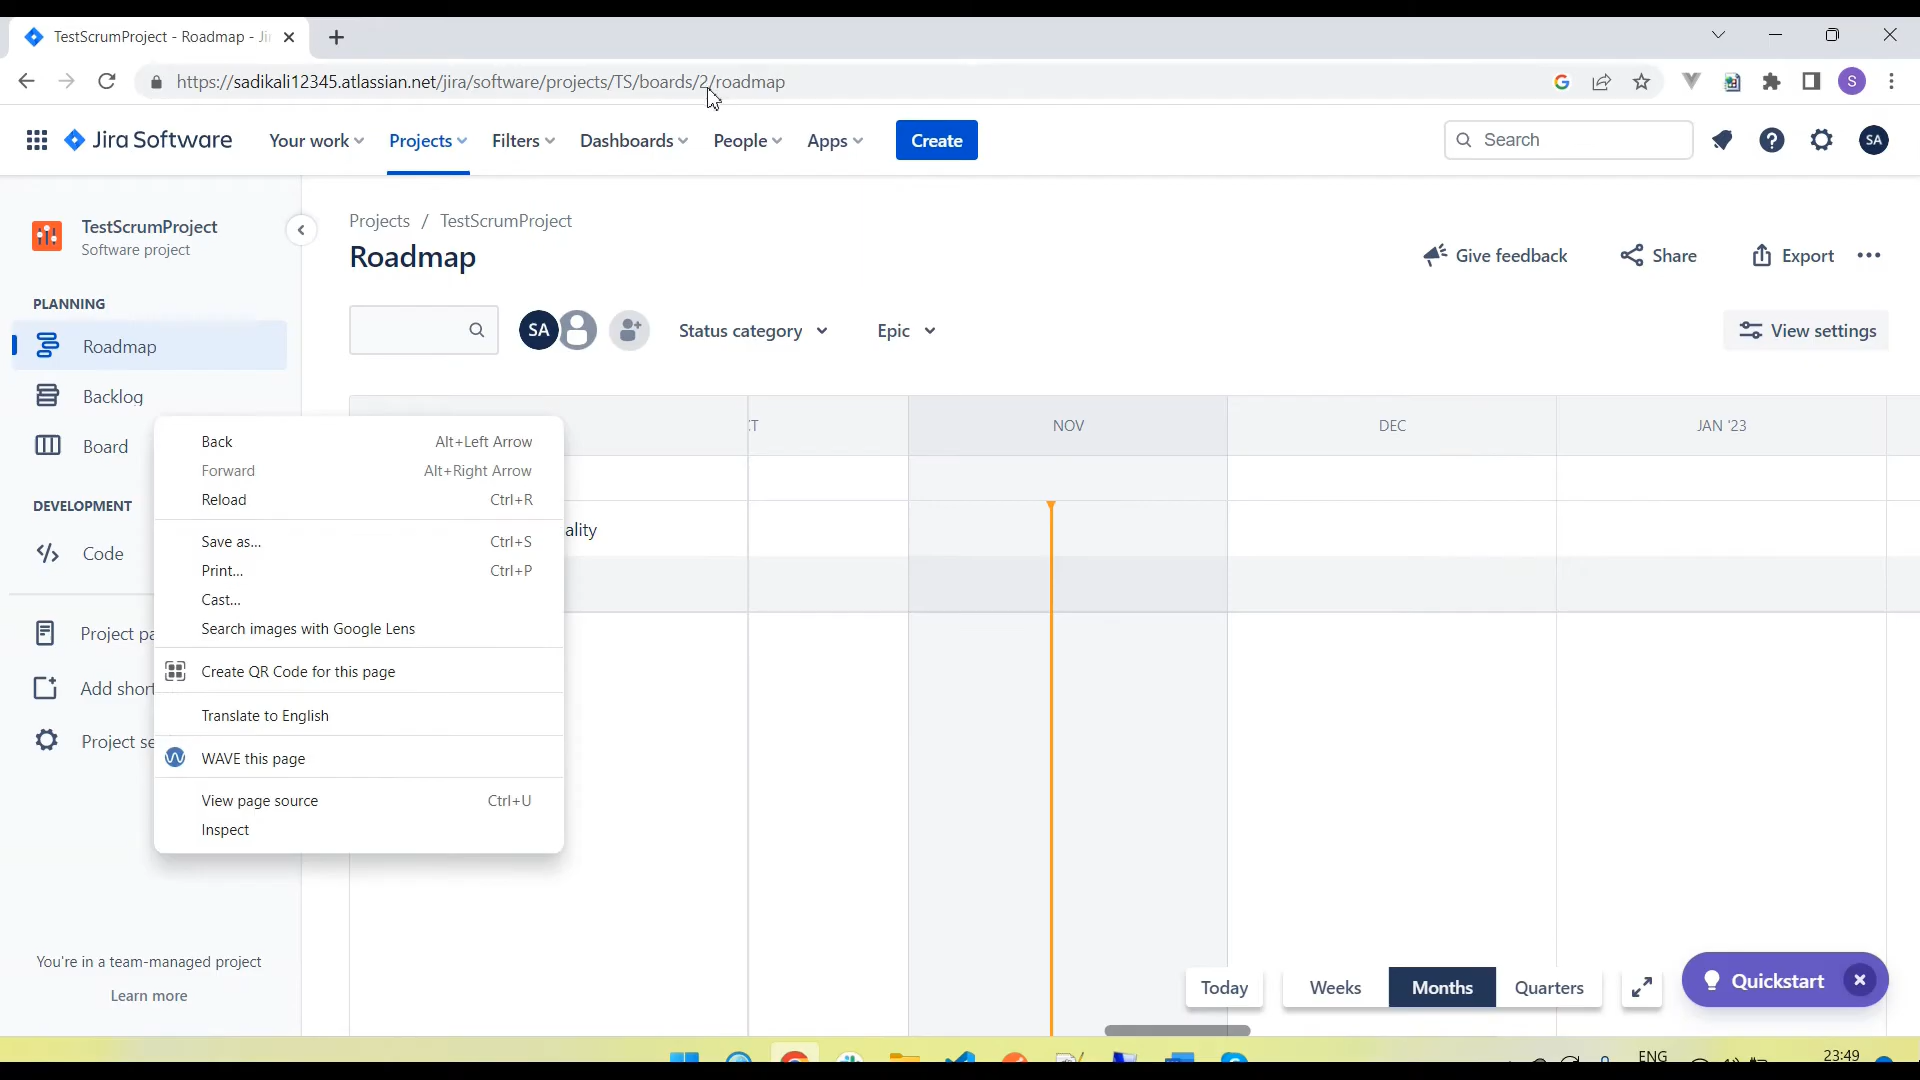 TestScrumProject - Roadmap - Ji
https://sadikali12345.atlassian.net/jira/software/projects/TS/boards/2/roadmap
S
Jira Software
Your work
Projects
Filters
Dashboards
People
Apps
Create
Search
SA
TestScrumProject
Software project
Projects / TestScrumProject
Roadmap
Give feedback
Share
Export
PLANNING
Roadmap
Backlog
Board
DEVELOPMENT
Code
Project pa
Add short
Project se
SA
Status category
Epic
View settings
NOV
DEC
JAN '23
ality
Back Alt+Left Arrow
Forward Alt+Right Arrow
Reload Ctrl+R
Save as... Ctrl+S
Print... Ctrl+P
Cast...
Search images with Google Lens
Create QR Code for this page
Translate to English
WAVE this page
View page source Ctrl+U
Inspect
You're in a team-managed project
Learn more
Today
Weeks
Months
Quarters
Quickstart
ENG
23:49